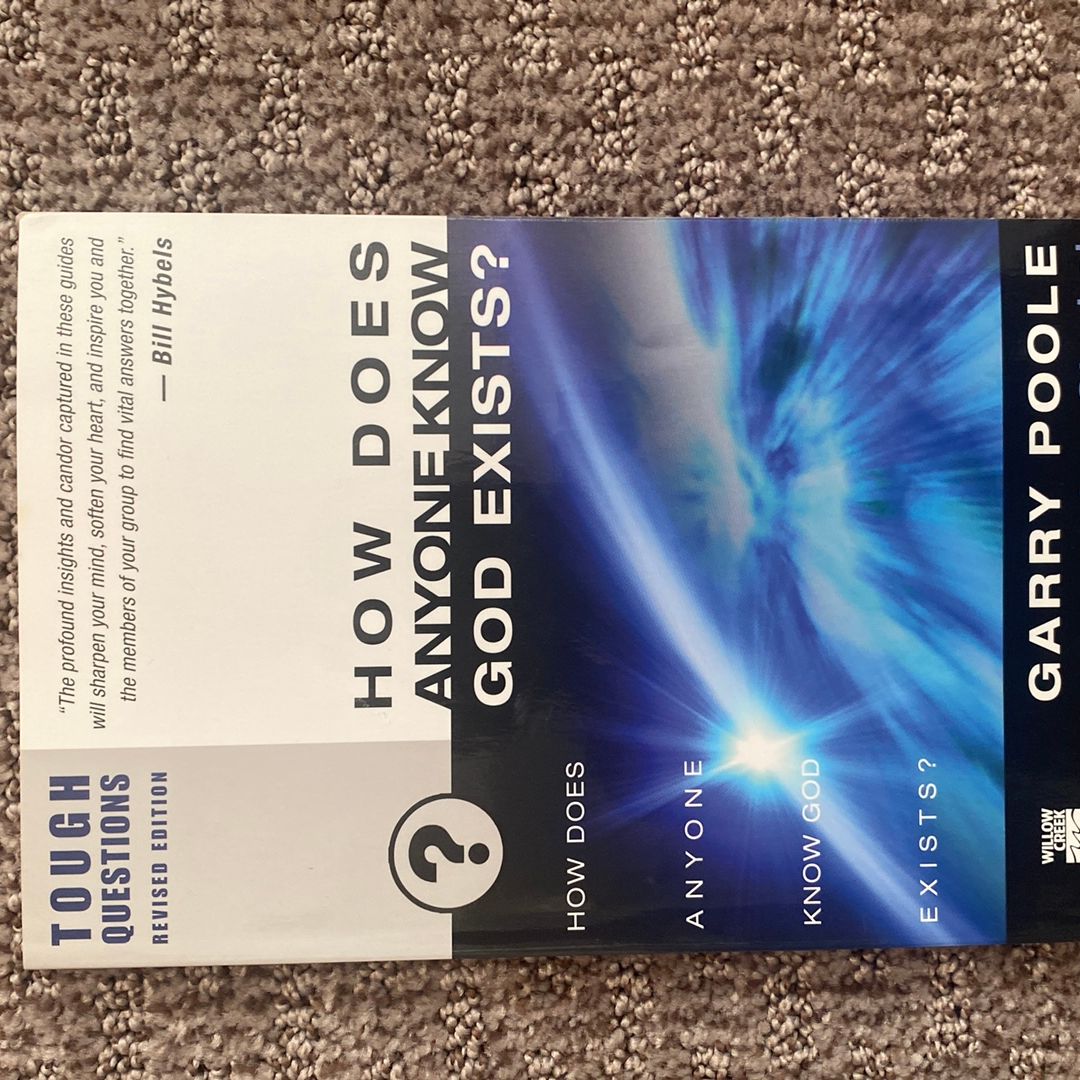 TOUGH
QUESTIONS
REVISED EDITION
“The profound insights and candor captured in these guides
will sharpen your mind, soften your heart, and inspire you and
the members of your group to find vital answers together.”
— Bill Hybels
HOW DOES
ANYONE KNOW
GOD EXISTS?
?
HOW DOES
ANYONE
KNOW GOD
EXISTS?
GARRY POOLE
WILLOW
CREEK